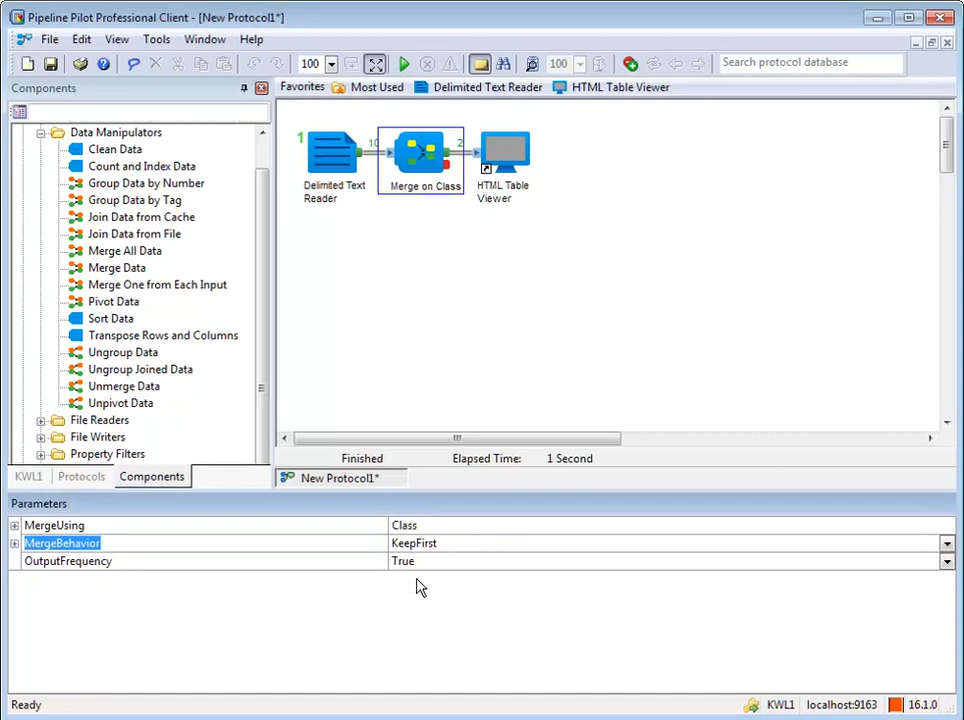 Pipeline Pilot Professional Client - [New Protocol1*]
File Edit View Tools Window Help
100 100 Search protocol database
Components
Favorites Most Used Delimited Text Reader HTML Table Viewer
Data Manipulators
Clean Data
Count and Index Data
Group Data by Number
Group Data by Tag
Join Data from Cache
Join Data from File
Merge All Data
Merge Data
Merge One from Each Input
Pivot Data
Sort Data
Transpose Rows and Columns
Ungroup Data
Ungroup Joined Data
Unmerge Data
Unpivot Data
File Readers
File Writers
Property Filters
KWL1 Protocols Components
1 10 2
Delimited Text
Reader
Merge on Class
HTML Table
Viewer
Finished Elapsed Time: 1 Second
New Protocol1*
Parameters
MergeUsing Class
MergeBehavior KeepFirst
OutputFrequency True
Ready KWL1 localhost:9163 16.1.0